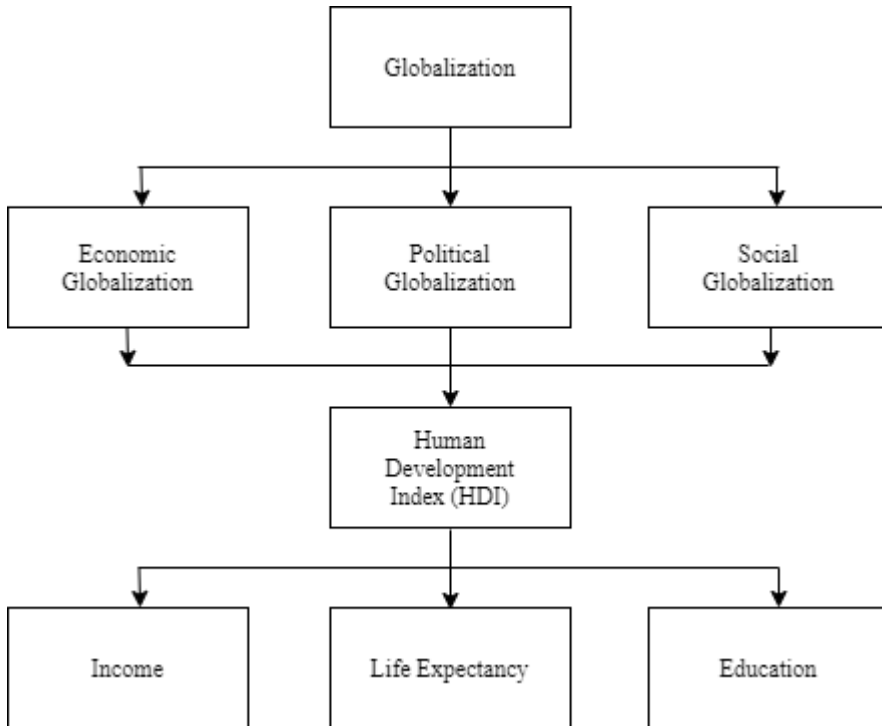 Globalization
Economic
Globalization
Political
Globalization
Social
Globalization
Human
Development
Index (HDI)
Income
Life Expectancy
Education